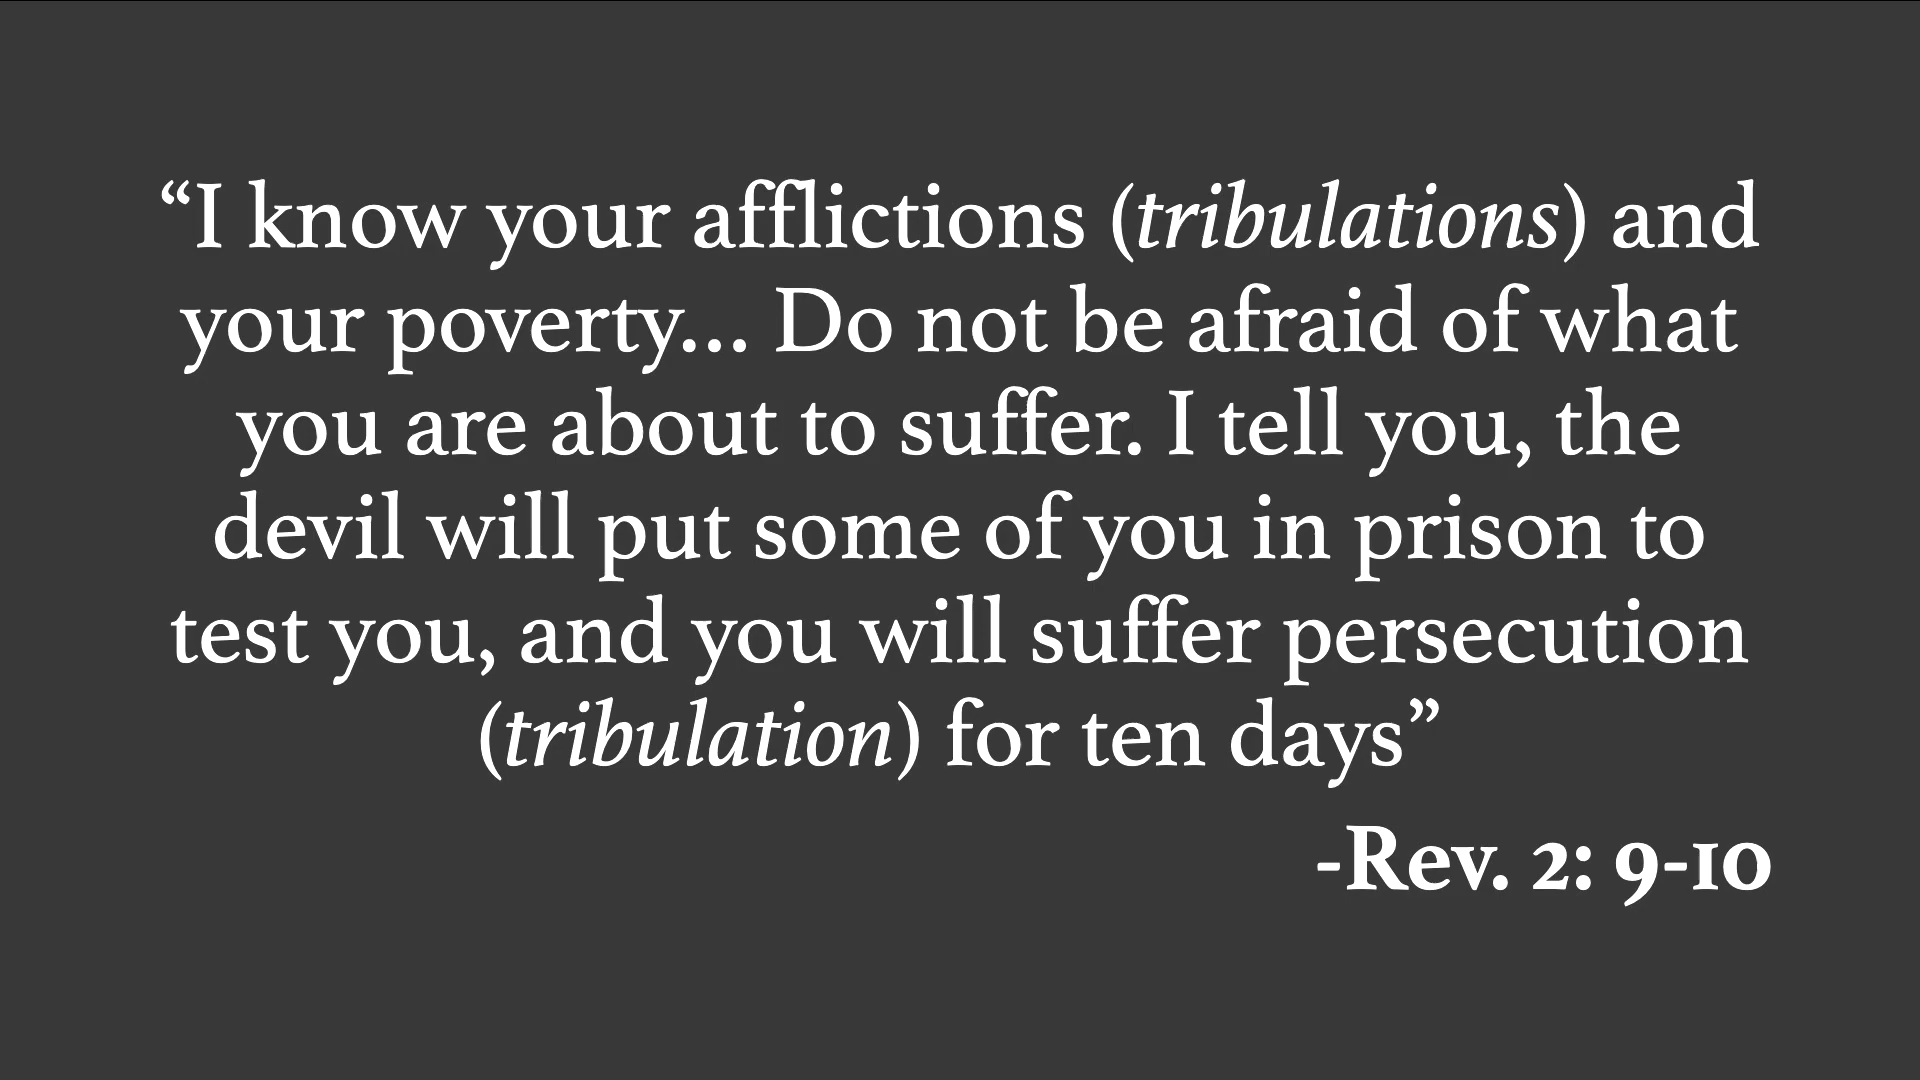 “I know your afflictions (tribulations) and
your poverty... Do not be afraid of what
you are about to suffer. I tell you, the
devil will put some of you in prison to
test you, and you will suffer persecution
(tribulation) for ten days”
-Rev. 2: 9-10